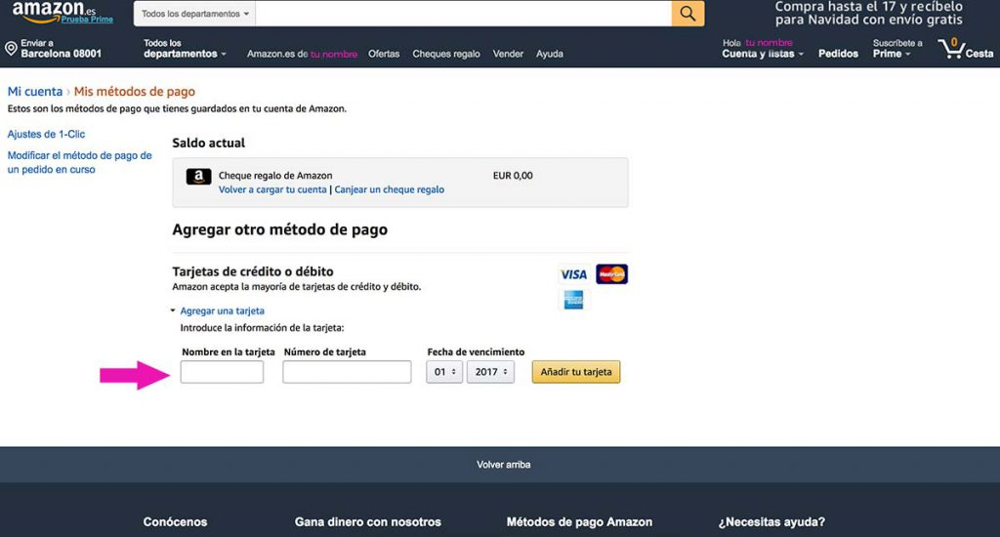 amazon.es
Prueba Prime
Todos los departamentos
Compra hasta el 17 y recíbelo
para Navidad con envío gratis
Enviar a
Barcelona 08001
Todos los
departamentos
Amazon.es de tu nombre Ofertas Cheques regalo Vender Ayuda
Hola tu nombre
Cuenta y listas
Pedidos
Suscríbete a
Prime
0
Cesta
Mi cuenta › Mis métodos de pago
Estos son los métodos de pago que tienes guardados en tu cuenta de Amazon.
Ajustes de 1-Clic
Modificar el método de pago de
un pedido en curso
Saldo actual
a
Cheque regalo de Amazon EUR 0,00
Volver a cargar tu cuenta | Canjear un cheque regalo
Agregar otro método de pago
Tarjetas de crédito o débito
Amazon acepta la mayoría de tarjetas de crédito y débito.
VISA MasterCard
Agregar una tarjeta
Introduce la información de la tarjeta:
Nombre en la tarjeta Número de tarjeta Fecha de vencimiento
01 2017 Añadir tu tarjeta
Volver arriba
Conócenos Gana dinero con nosotros Métodos de pago Amazon ¿Necesitas ayuda?